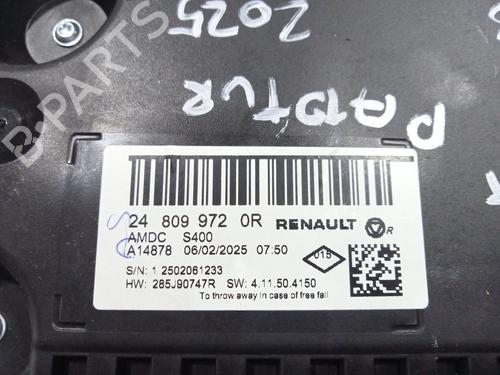 B-PARTS
2025
CAPTUR
24 809 972 0R RENAULT R
AMDC S400
A14878 06/02/2025 07:50
015
S/N: 1 2502061233
HW: 285J90747R SW: 4.11.50.4150
To throw away in case of free fall